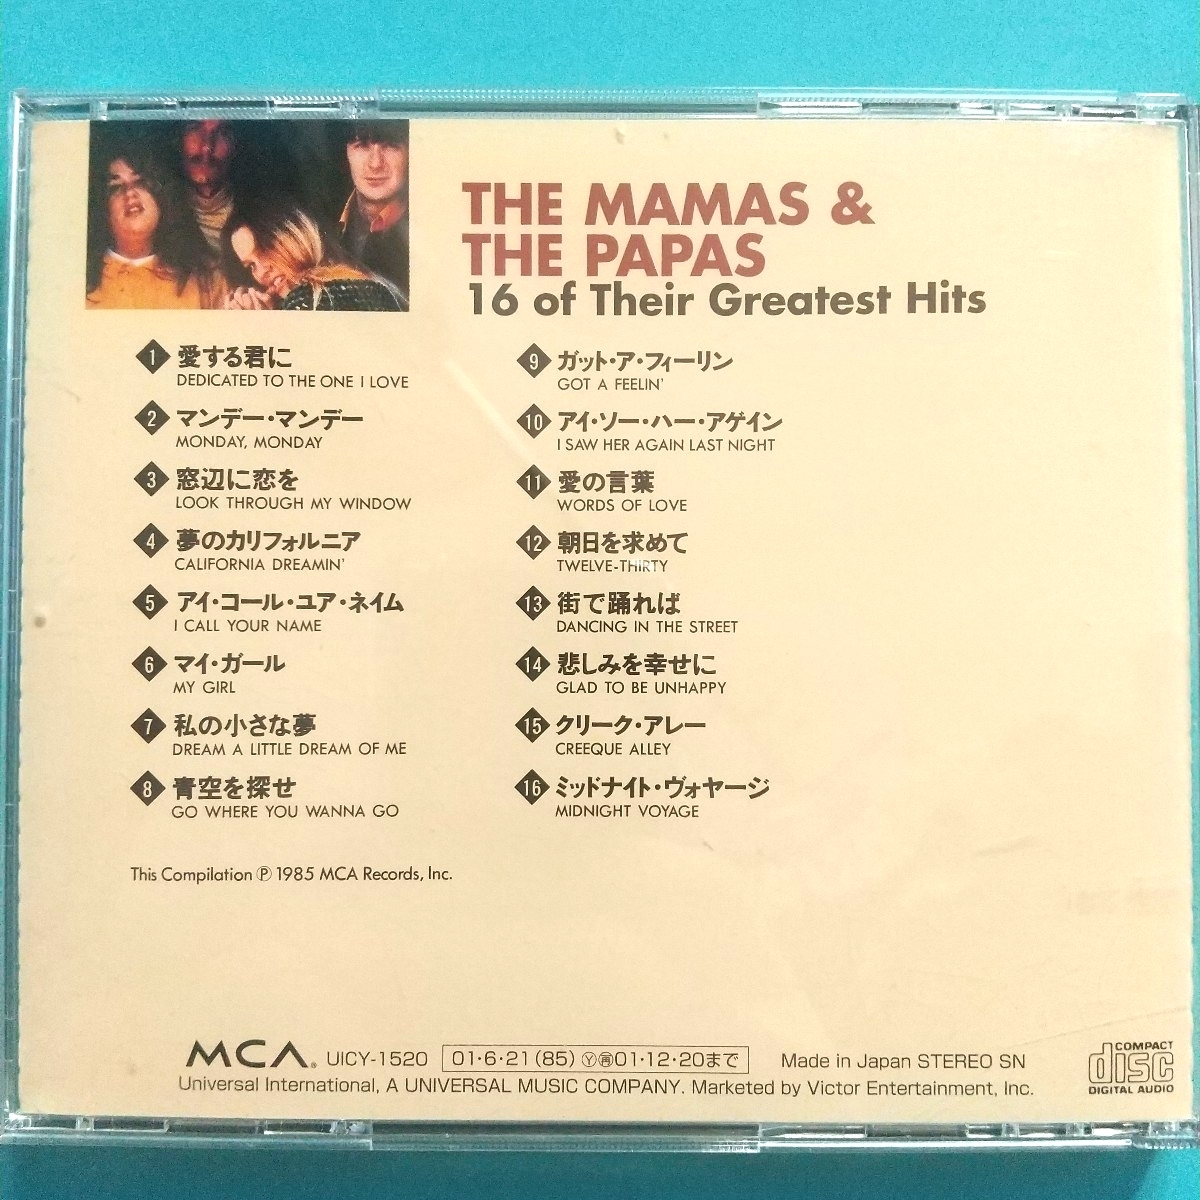 THE MAMAS &
THE PAPAS
16 of Their Greatest Hits
1 愛する君に
DEDICATED TO THE ONE I LOVE
2 マンデー・マンデー
MONDAY, MONDAY
3 窓辺に恋を
LOOK THROUGH MY WINDOW
4 夢のカリフォルニア
CALIFORNIA DREAMIN'
5 アイ・コール・ユア・ネイム
I CALL YOUR NAME
6 マイ・ガール
MY GIRL
7 私の小さな夢
DREAM A LITTLE DREAM OF ME
8 青空を探せ
GO WHERE YOU WANNA GO
9 ガット・ア・フィーリン
GOT A FEELIN'
10 アイ・ソー・ハー・アゲイン
I SAW HER AGAIN LAST NIGHT
11 愛の言葉
WORDS OF LOVE
12 朝日を求めて
TWELVE-THIRTY
13 街で踊れば
DANCING IN THE STREET
14 悲しみを幸せに
GLAD TO BE UNHAPPY
15 クリーク・アレー
CREEQUE ALLEY
16 ミッドナイト・ヴォヤージ
MIDNIGHT VOYAGE
This Compilation ℗ 1985 MCA Records, Inc.
MCA® UICY-1520 01・6・21 (85) Ⓨ㋐01・12・20まで Made in Japan STEREO SN
Universal International, A UNIVERSAL MUSIC COMPANY. Marketed by Victor Entertainment, Inc.
COMPACT
disc
DIGITAL AUDIO